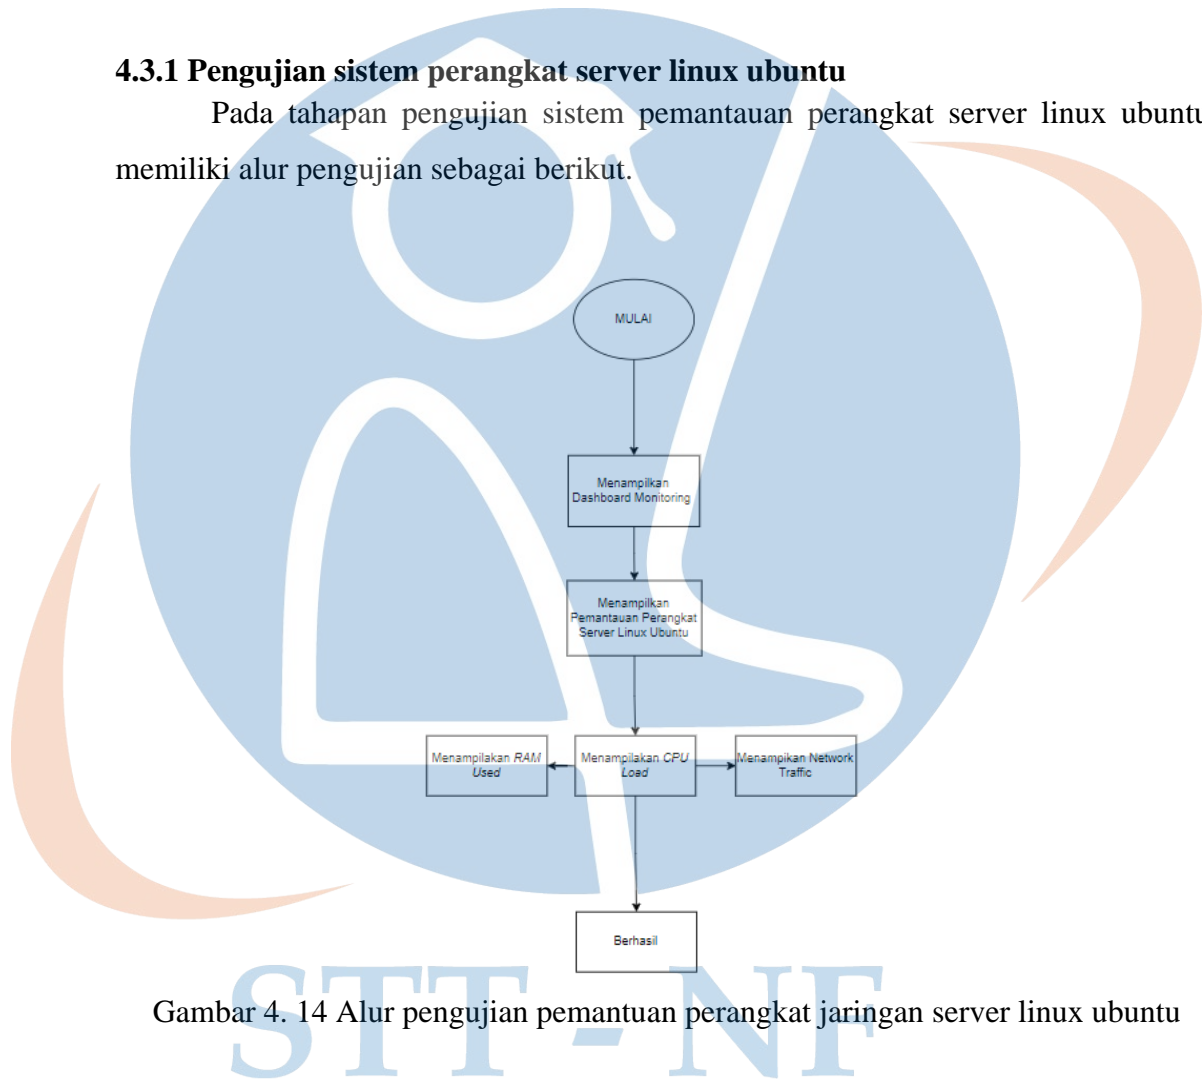 4.3.1 Pengujian sistem perangkat server linux ubuntu
Pada tahapan pengujian sistem pemantauan perangkat server linux ubuntu
memiliki alur pengujian sebagai berikut.
MULAI
Menampilkan
Dashboard Monitoring
Menampilkan
Pemantauan Perangkat
Server Linux Ubuntu
Menampilakan RAM
Used
Menampilakan CPU
Load
Menampikan Network
Traffic
Berhasil
Gambar 4. 14 Alur pengujian pemantuan perangkat jaringan server linux ubuntu
STT - NF